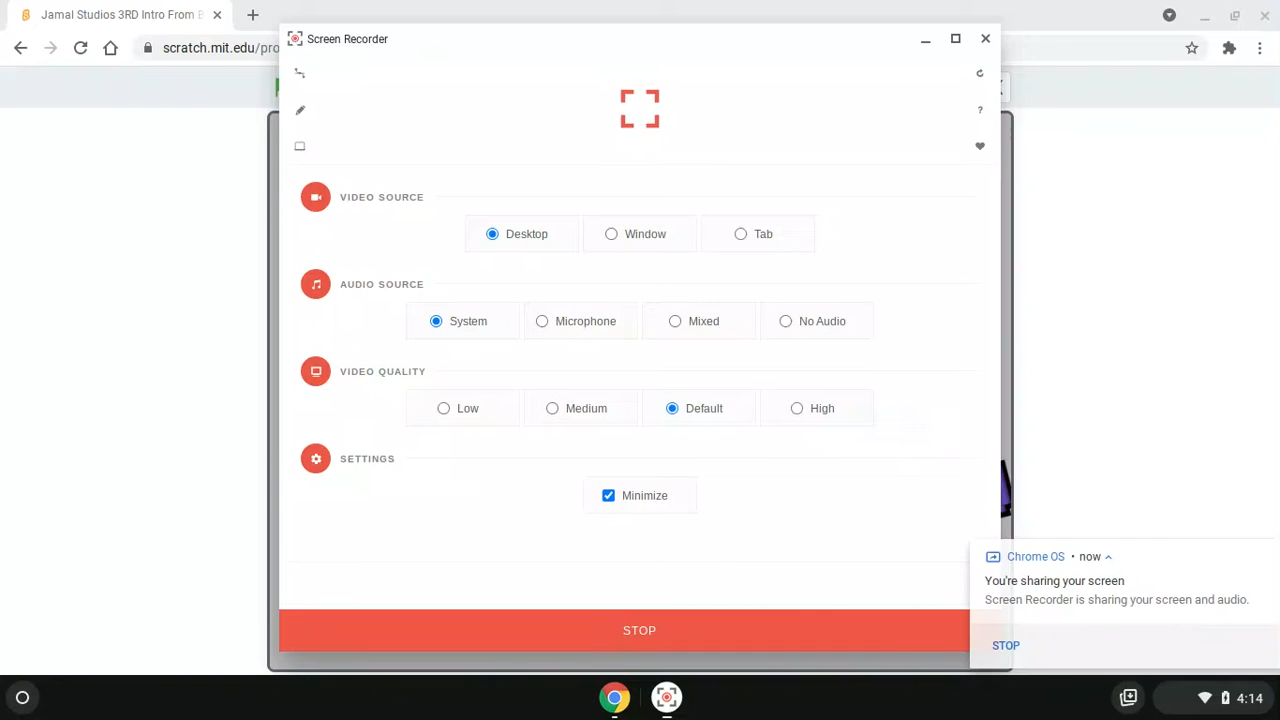 Jamal Studios 3RD Intro From B
scratch.mit.edu/pro
Screen Recorder
?
VIDEO SOURCE
Desktop
Window
Tab
AUDIO SOURCE
System
Microphone
Mixed
No Audio
VIDEO QUALITY
Low
Medium
Default
High
SETTINGS
Minimize
STOP
Chrome OS • now
You're sharing your screen
Screen Recorder is sharing your screen and audio.
STOP
4:14